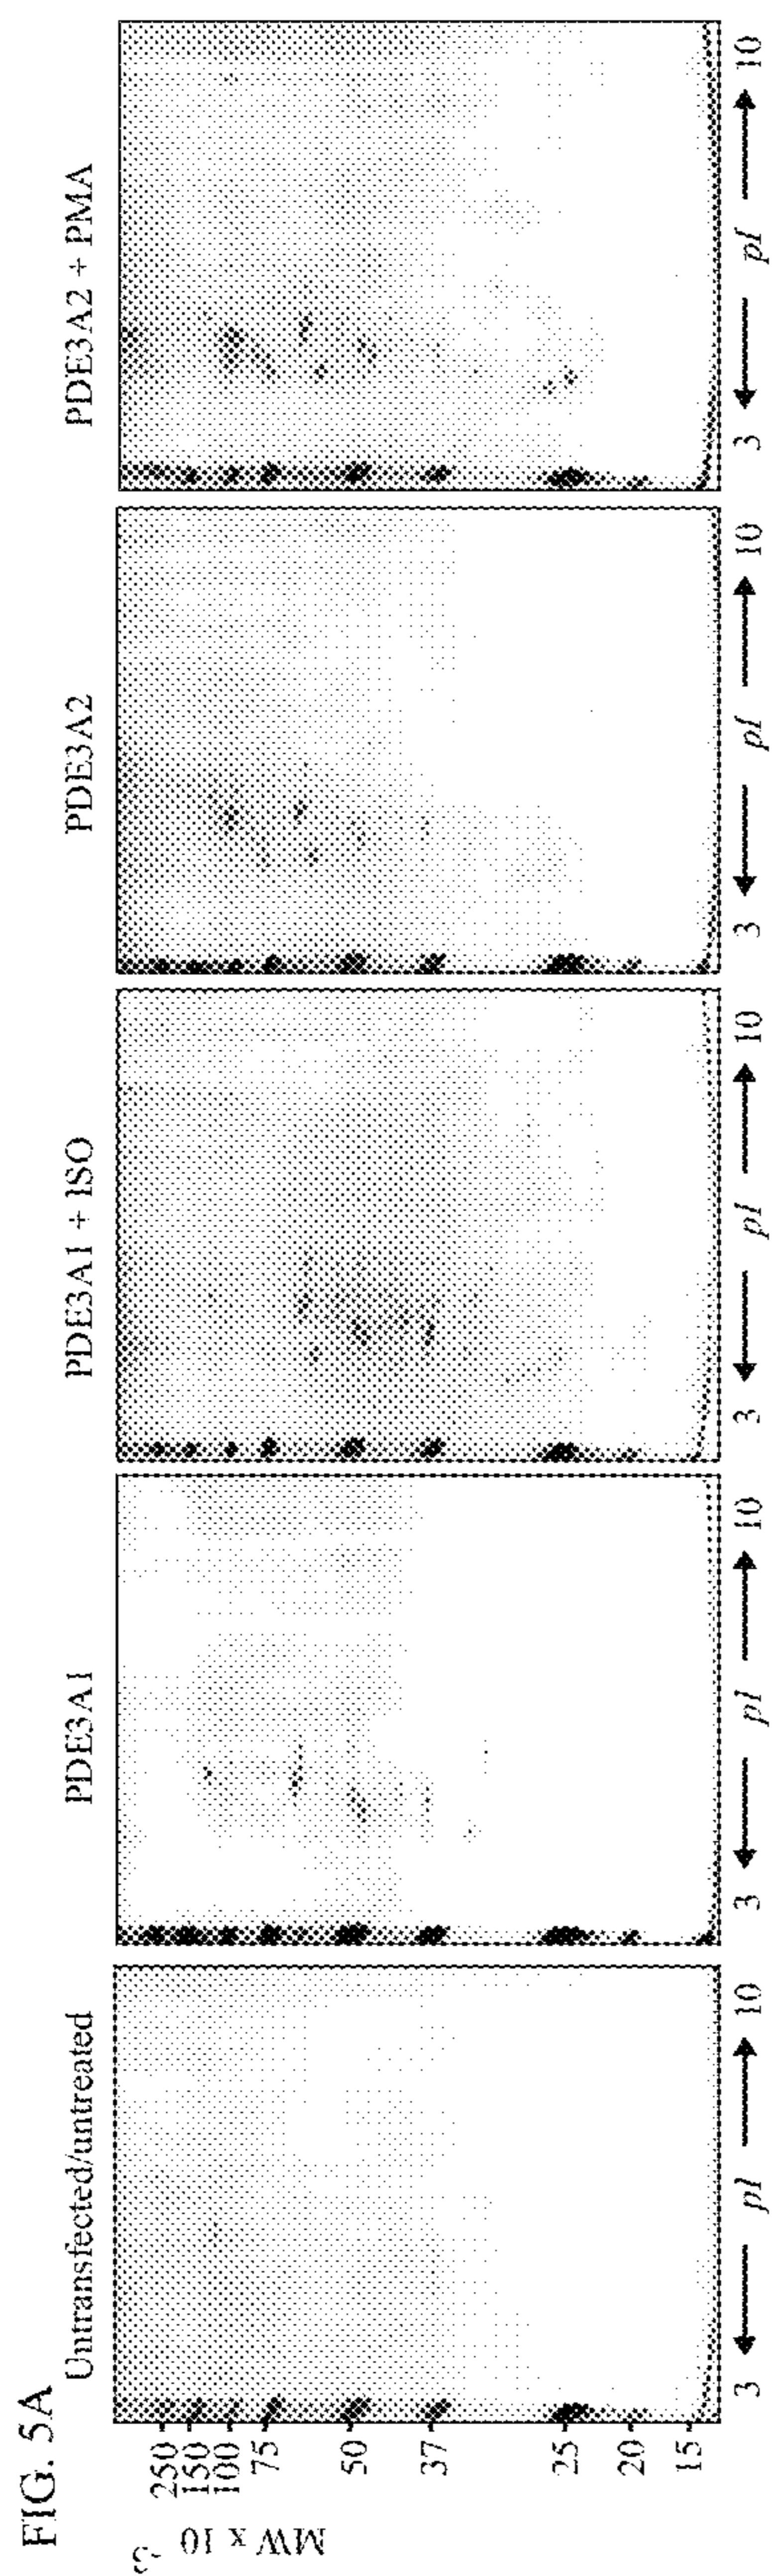 FIG. 5A
Untransfected/untreated
PDE3A1
PDE3A1 + ISO
PDE3A2
PDE3A2 + PMA
MW x 10 -3
250
150
100
75
50
37
25
20
15
3 pI 10
3 pI 10
3 pI 10
3 pI 10
3 pI 10